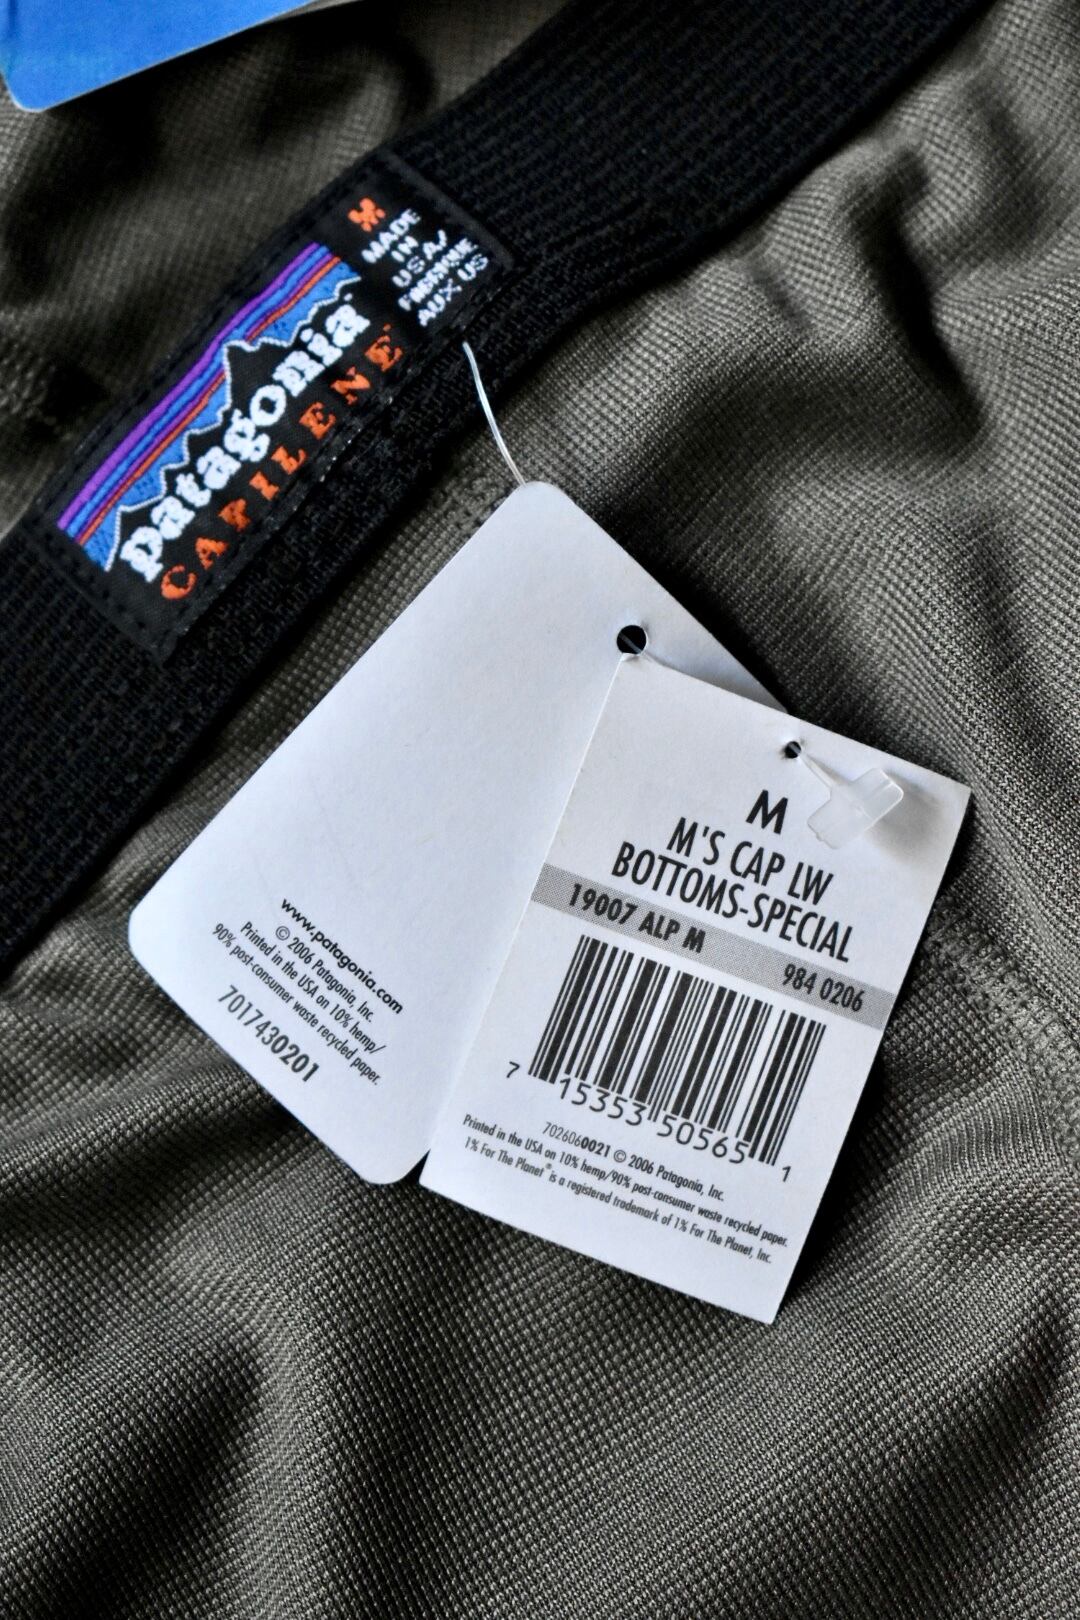 M
MADE
IN
USA/
FABRIQUE
AUX US
patagonia
CAPILENE
www.patagonia.com
© 2006 Patagonia, Inc.
Printed in the USA on 10% hemp/
90% post-consumer waste recycled paper.
7017430201
M
M'S CAP LW
BOTTOMS-SPECIAL
19007 ALP M 984 0206
7 15353 50565 1
7026060021 © 2006 Patagonia, Inc.
Printed in the USA on 10% hemp/90% post-consumer waste recycled paper.
1% For The Planet® is a registered trademark of 1% For The Planet, Inc.